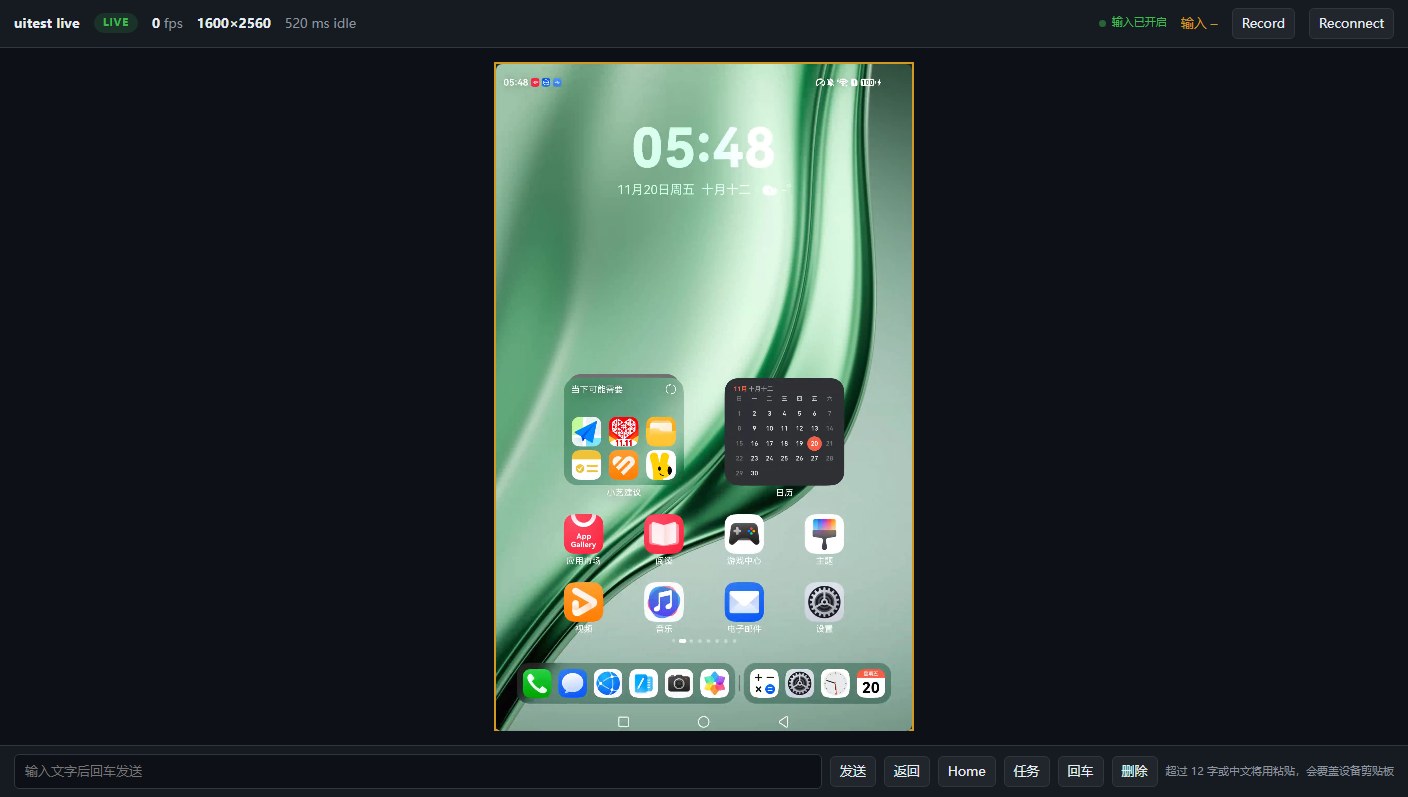 uitest live LIVE 0 fps 1600×2560 520 ms idle 输入已开启 输入 – Record Reconnect
05:48
05:48
11月20日周五 十月十二
当下可能需要
11.11
小艺建议
11月 十月十二
日 一 二 三 四 五 六
1 2 3 4 5 6 7
8 9 10 11 12 13 14
15 16 17 18 19 20 21
22 23 24 25 26 27 28
29 30
日历
App
Gallery
应用市场 阅读 游戏中心 主题
视频 音乐 电子邮件 设置
星期五
20
输入文字后回车发送 发送 返回 Home 任务 回车 删除 超过 12 字或中文将用粘贴，会覆盖设备剪贴板